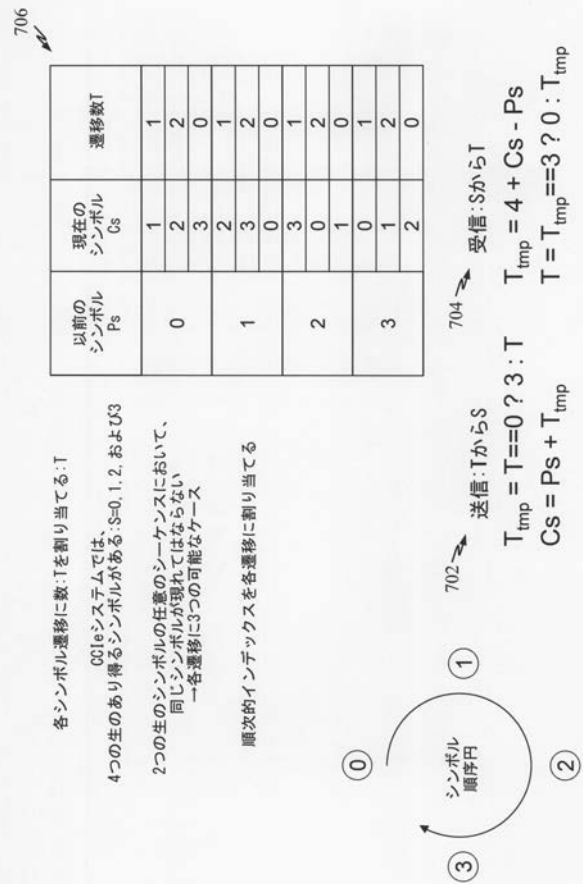 各シンボル遷移に数:Tを割り当てる:T
CCIeシステムでは、
4つの生のあり得るシンボルがある:S=0, 1, 2, および3
2つの生のシンボルの任意のシーケンスにおいて、
同じシンボルが現れてはならない
→各遷移に3つの可能なケース
順次的インデックスを各遷移に割り当てる
706
以前の
シンボル
Ps
現在の
シンボル
Cs
遷移数T
0
1 1
2 2
3 0
1
2 1
3 2
0 0
2
3 1
0 2
1 0
3
0 1
1 2
2 0
0
1
2
3
シンボル
順序円
702
送信:TからS
Ttmp = T==0 ? 3 : T
Cs = Ps + Ttmp
704
受信:SからT
Ttmp = 4 + Cs - Ps
T = Ttmp ==3 ? 0 : Ttmp